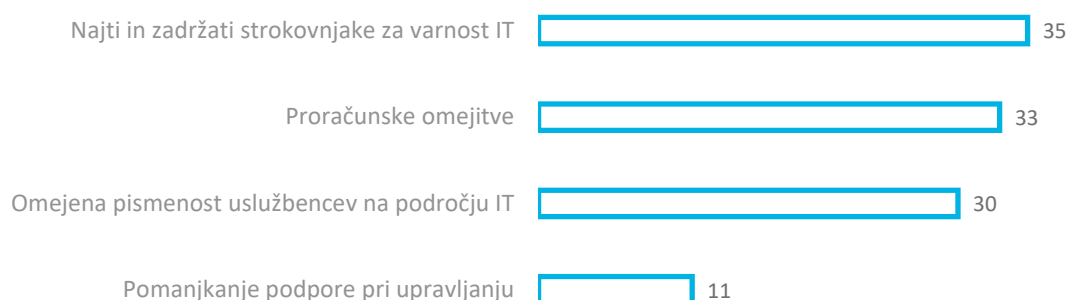 Najti in zadržati strokovnjake za varnost IT 35
Proračunske omejitve 33
Omejena pismenost uslužbencev na področju IT 30
Pomanjkanje podpore pri upravljanju 11